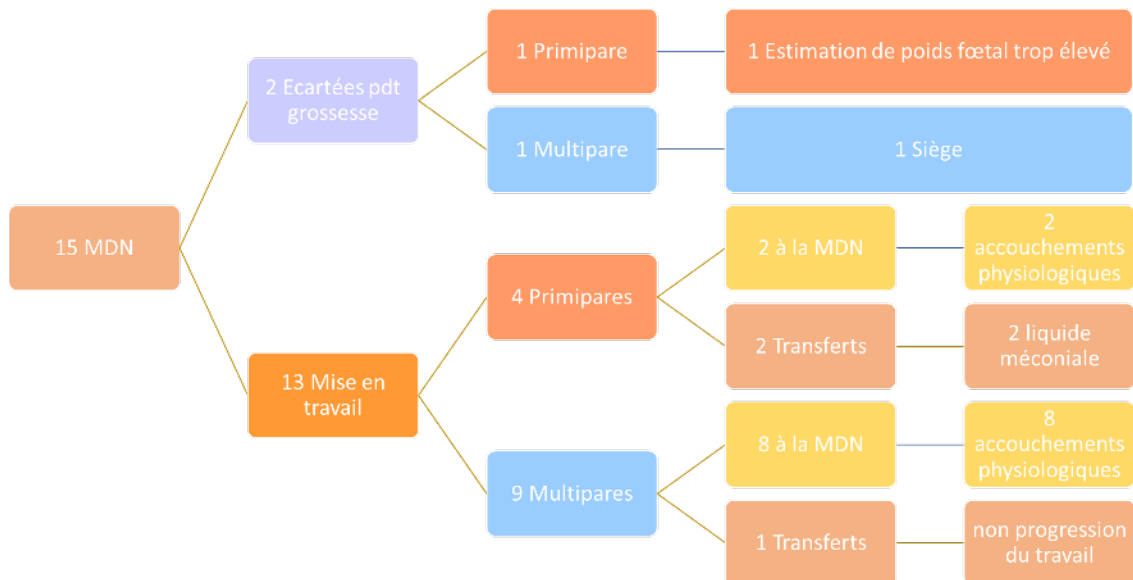 15 MDN
2 Ecartées pdt
grossesse
1 Primipare
1 Estimation de poids fœtal trop élevé
1 Multipare
1 Siège
13 Mise en
travail
4 Primipares
2 à la MDN
2
accouchements
physiologiques
2 Transferts
2 liquide
méconiale
9 Multipares
8 à la MDN
8
accouchements
physiologiques
1 Transferts
non progression
du travail